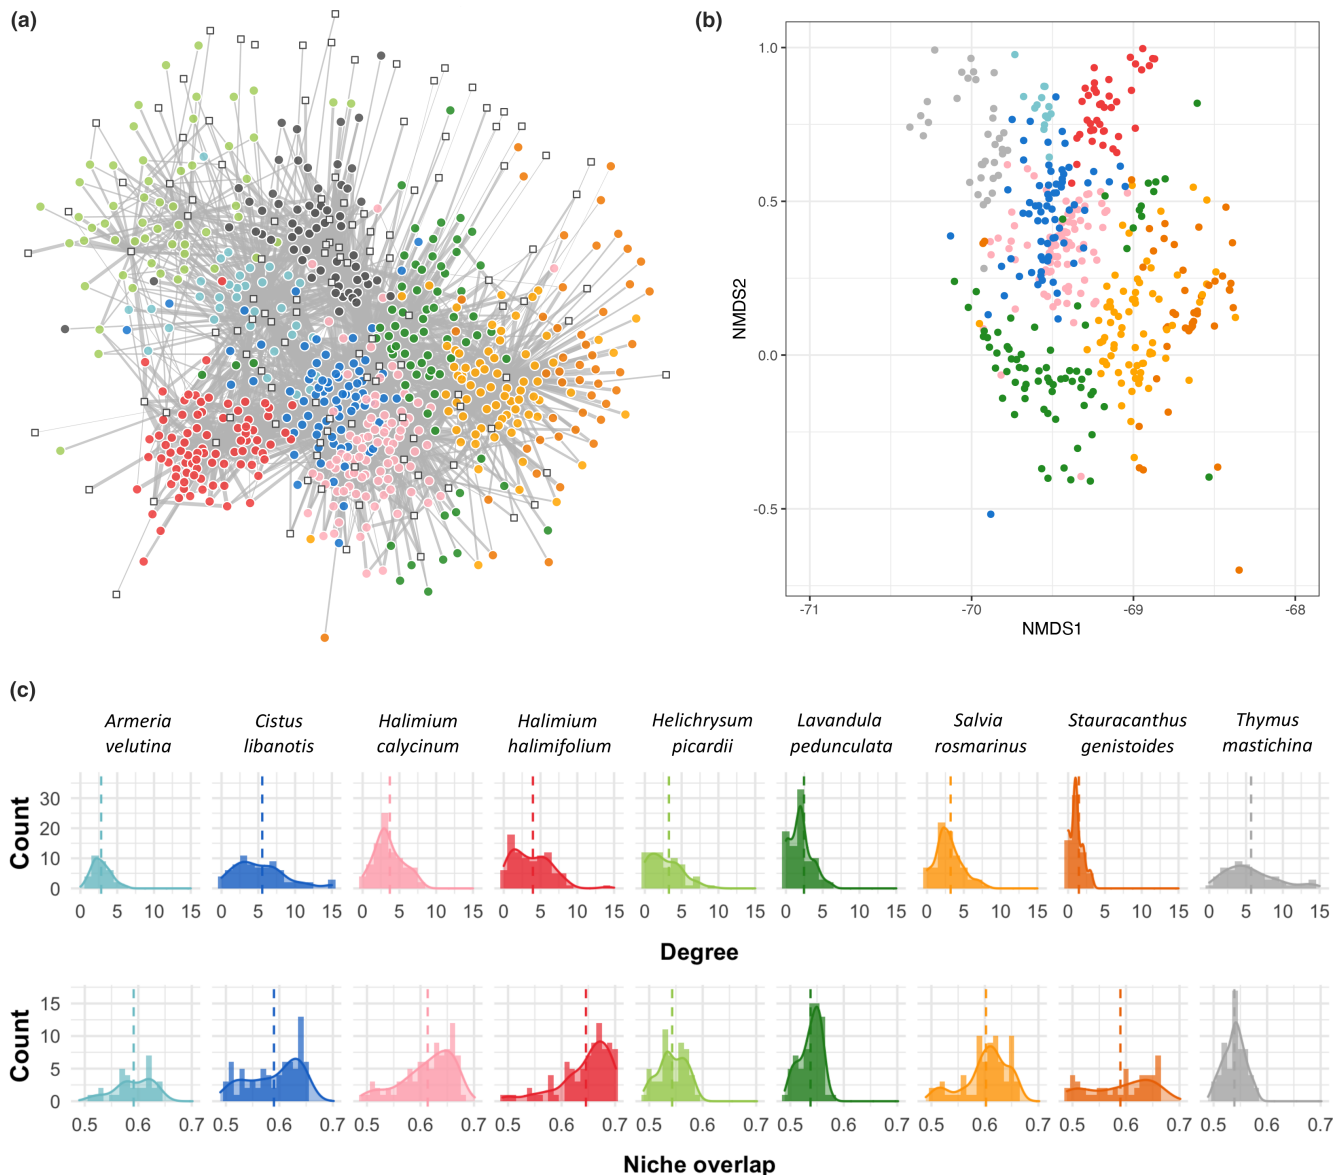 (a)
(b)
1.0
0.5
0.0
-0.5
NMDS2
-71 -70 -69 -68
NMDS1
(c)
Armeria velutina
Cistus libanotis
Halimium calycinum
Halimium halimifolium
Helichrysum picardii
Lavandula pedunculata
Salvia rosmarinus
Stauracanthus genistoides
Thymus mastichina
Count
30
20
10
0
0 5 10 15 0 5 10 15 0 5 10 15 0 5 10 15 0 5 10 15 0 5 10 15 0 5 10 15 0 5 10 15 0 5 10 15
Degree
Count
15
10
5
0
0.5 0.6 0.7 0.5 0.6 0.7 0.5 0.6 0.7 0.5 0.6 0.7 0.5 0.6 0.7 0.5 0.6 0.7 0.5 0.6 0.7 0.5 0.6 0.7 0.5 0.6 0.7
Niche overlap